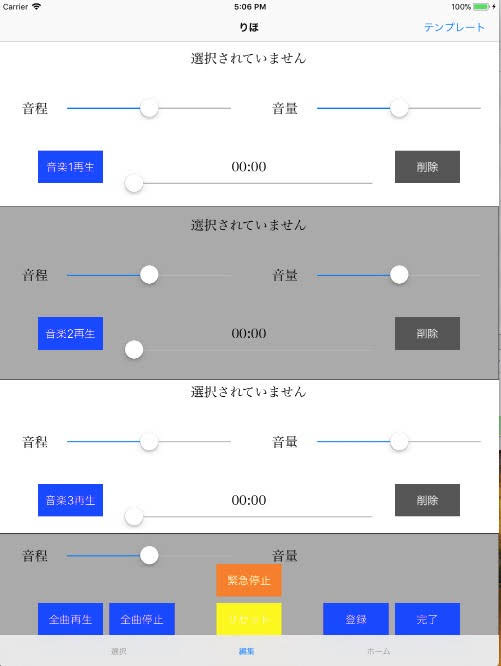 Carrier 5:06 PM 100%
りほ テンプレート
選択されていません
音程 音量
音楽1再生 00:00 削除
選択されていません
音程 音量
音楽2再生 00:00 削除
選択されていません
音程 音量
音楽3再生 00:00 削除
音程 音量
緊急停止
全曲再生 全曲停止 リセット 登録 完了
選択 編集 ホーム